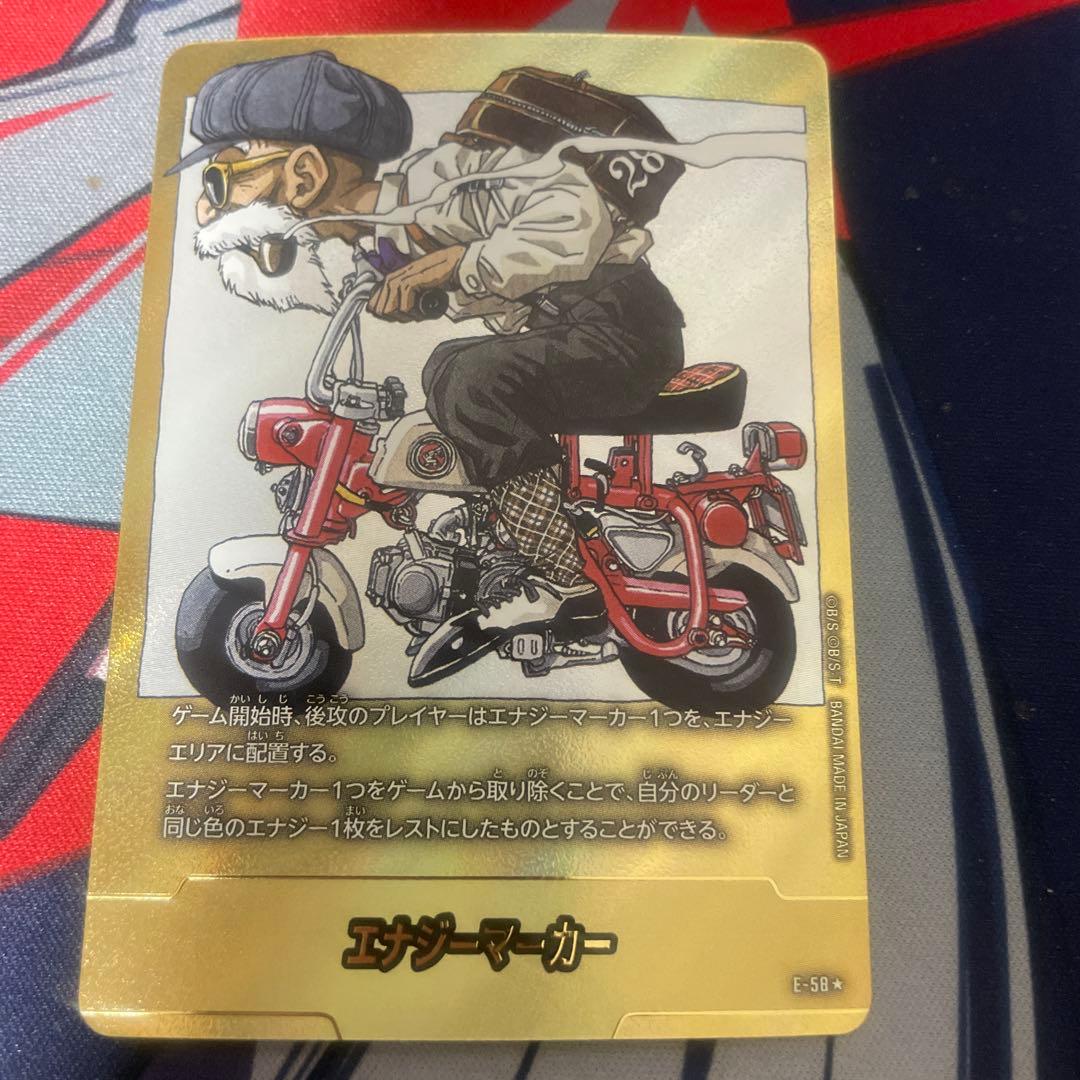 28
ゲーム開始時、後攻のプレイヤーはエナジーマーカー1つを、エナジー
エリアに配置する。
エナジーマーカー1つをゲームから取り除くことで、自分のリーダーと
同じ色のエナジー1枚をレストにしたものとすることができる。
©B/S ©B/S.T BANDAI MADE IN JAPAN
エナジーマーカー
E-58★